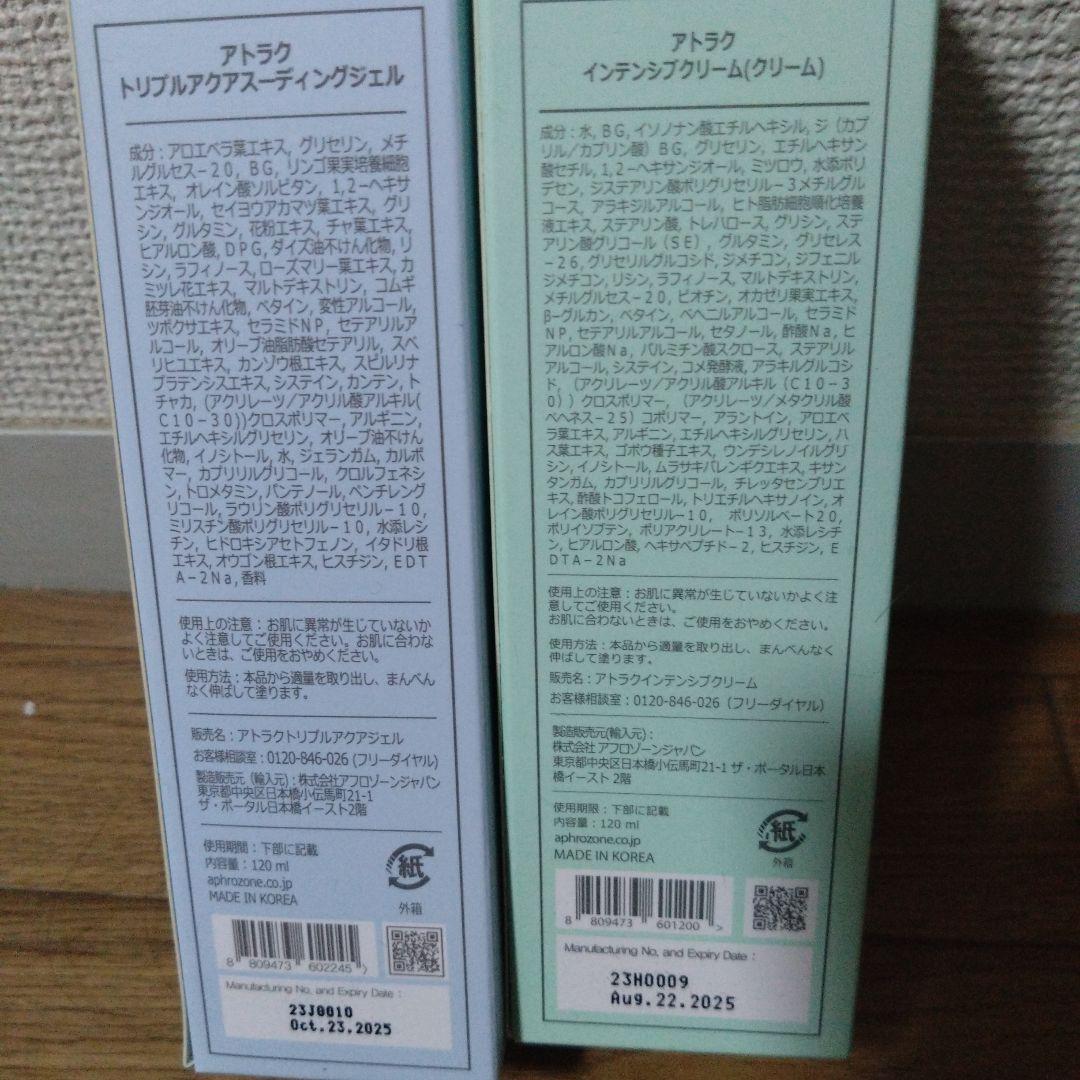 アトラク
トリプルアクアスーディングジェル
成分：アロエベラ葉エキス, グリセリン, メチ
ルグルセス－20, BG, リンゴ果実培養細胞
エキス, オレイン酸ソルビタン, 1,2－ヘキサ
ンジオール, セイヨウアカマツ葉エキス, グリ
シン, グルタミン, 花粉エキス, チャ葉エキス,
ヒアルロン酸, DPG, ダイズ油不けん化物, リ
シン, ラフィノース, ローズマリー葉エキス, カ
ミツレ花エキス, マルトデキストリン, コムギ
胚芽油不けん化物, ベタイン, 変性アルコール,
ツボクサエキス, セラミドNP, セテアリルア
ルコール, オリーブ油脂肪酸セテアリル, スベ
リヒユエキス, カンゾウ根エキス, スピルリナ
プラテンシスエキス, システイン, カンテン, ト
チャカ, (アクリレーツ／アクリル酸アルキル(
C10－30))クロスポリマー, アルギニン,
エチルヘキシルグリセリン, オリーブ油不けん
化物, イノシトール, 水, ジェランガム, カルボ
マー, カプリリルグリコール, クロルフェネシ
ン, トロメタミン, パンテノール, ペンチレング
リコール, ラウリン酸ポリグリセリル－10,
ミリスチン酸ポリグリセリル－10, 水添レシ
チン, ヒドロキシアセトフェノン, イタドリ根
エキス, オウゴン根エキス, ヒスチジン, EDT
A－2Na, 香料
使用上の注意：お肌に異常が生じていないか
よく注意してご使用ください。お肌に合わな
いときは、ご使用をおやめください。
使用方法：本品から適量を取り出し、まんべん
なく伸ばして塗ります。
販売名：アトラクトリプルアクアジェル
お客様相談室：0120-846-026 (フリーダイヤル)
製造販売元（輸入元）：株式会社アフロゾーンジャパン
東京都中央区日本橋小伝馬町21-1
ザ・ポータル日本橋イースト2階
使用期間：下部に記載
内容量：120 ml
aphrozone.co.jp
MADE IN KOREA
紙
外箱
8 809473 602245 >
Manufacturing No. and Expiry Date :
23J0010
Oct.23.2025
アトラク
インテンシブクリーム(クリーム)
成分：水, BG, イソノナン酸エチルヘキシル, ジ（カプ
リル／カプリン酸）BG, グリセリン, エチルヘキサン
酸セチル, 1,2－ヘキサンジオール, ミツロウ, 水添ポリ
デセン, ジステアリン酸ポリグリセリル－3メチルグル
コース, アラキジルアルコール, ヒト脂肪細胞順化培養
液エキス, ステアリン酸, トレハロース, グリシン, ステ
アリン酸グリコール（SE）, グルタミン, グリセレス
－26, グリセリルグルコシド, ジメチコン, ジフェニル
ジメチコン, リシン, ラフィノース, マルトデキストリン,
メチルグルセス－20, ビオチン, オカゼリ果実エキス,
β－グルカン, ベタイン, ベヘニルアルコール, セラミド
NP, セテアリルアルコール, セタノール, 酢酸Na, ヒ
アルロン酸Na, パルミチン酸スクロース, ステアリル
アルコール, システイン, コメ発酵液, アラキルグルコシ
ド, （アクリレーツ／アクリル酸アルキル（C10－3
0））クロスポリマー, （アクリレーツ／メタクリル酸
ベヘネス－25）コポリマー, アラントイン, アロエベ
ラ葉エキス, アルギニン, エチルヘキシルグリセリン, ハ
ス葉エキス, ゴボウ種子エキス, ウンデシレノイルグリ
シン, イノシトール, ムラサキバレンギクエキス, キサン
タンガム, カプリリルグリコール, チレッタセンブリエ
キス, 酢酸トコフェロール, トリエチルヘキサノイン, オ
レイン酸ポリグリセリル－10, ポリソルベート20,
ポリイソブテン, ポリアクリレート－13, 水添レシチ
ン, ヒアルロン酸, ヘキサペプチド－2, ヒスチジン, E
DTA－2Na
使用上の注意：お肌に異常が生じていないかよく注
意してご使用ください。
お肌に合わないときは、ご使用をおやめください。
使用方法：本品から適量を取り出し、まんべんなく
伸ばして塗ります。
販売名：アトラクインテンシブクリーム
お客様相談室：0120-846-026（フリーダイヤル）
製造販売元(輸入元)：
株式会社 アフロゾーンジャパン
東京都中央区日本橋小伝馬町21-1 ザ・ポータル日本
橋イースト 2階
使用期限：下部に記載
内容量：120 ml
aphrozone.co.jp
MADE IN KOREA
紙
外箱
8 809473 601200 >
Manufacturing No. and Expiry Date :
23H0009
Aug.22.2025